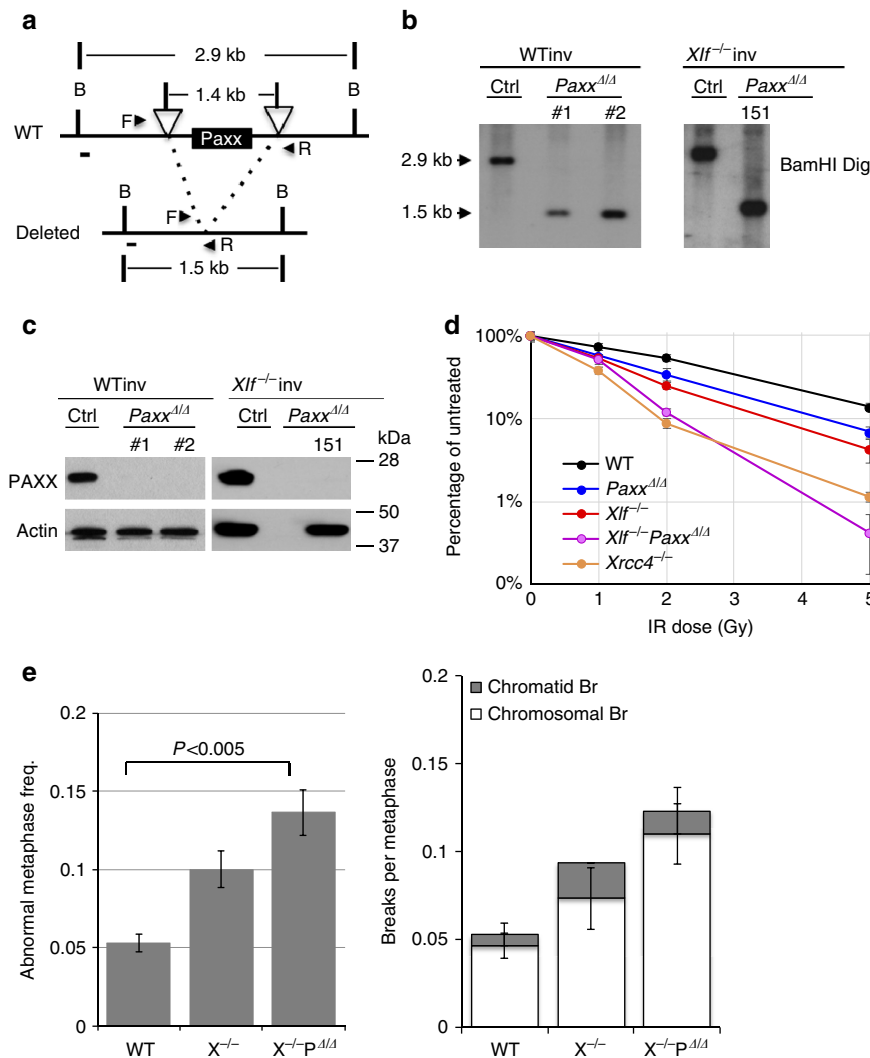 a
2.9 kb
B
1.4 kb
B
F
WT
Paxx
R
B
B
F
Deleted
R
1.5 kb
b
WTinv
Xlf−/−inv
Ctrl
PaxxΔ/Δ
Ctrl
PaxxΔ/Δ
#1
#2
151
2.9 kb
BamHI Dig
1.5 kb
c
WTinv
Xlf−/−inv
Ctrl
PaxxΔ/Δ
Ctrl
PaxxΔ/Δ
#1
#2
151
kDa
28
PAXX
50
Actin
37
d
100%
10%
1%
0%
Percentage of untreated
WT
PaxxΔ/Δ
Xlf−/−
Xlf−/−PaxxΔ/Δ
Xrcc4−/−
0
1
2
3
4
5
IR dose (Gy)
e
0.2
0.15
0.1
0.05
0
Abnormal metaphase freq.
P<0.005
WT
X−/−
X−/−PΔ/Δ
0.2
0.15
0.1
0.05
0
Breaks per metaphase
Chromatid Br
Chromosomal Br
WT
X−/−
X−/−PΔ/Δ